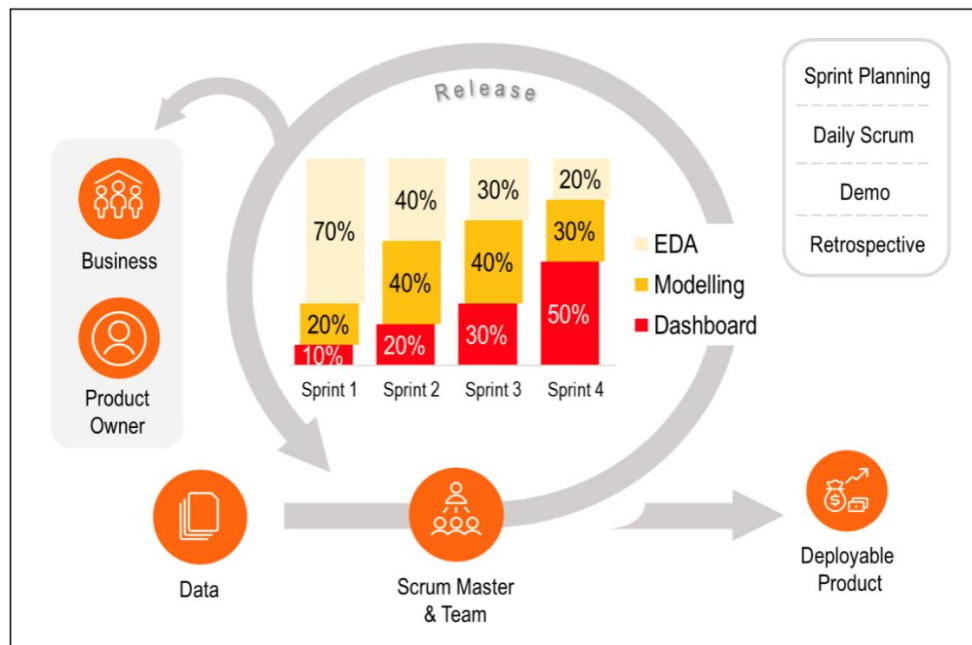 Release
Sprint Planning
Daily Scrum
Demo
Retrospective
Business
Product
Owner
70%
20%
10%
40%
40%
20%
30%
40%
30%
20%
30%
50%
Sprint 1
Sprint 2
Sprint 3
Sprint 4
EDA
Modelling
Dashboard
Data
Scrum Master
& Team
Deployable
Product